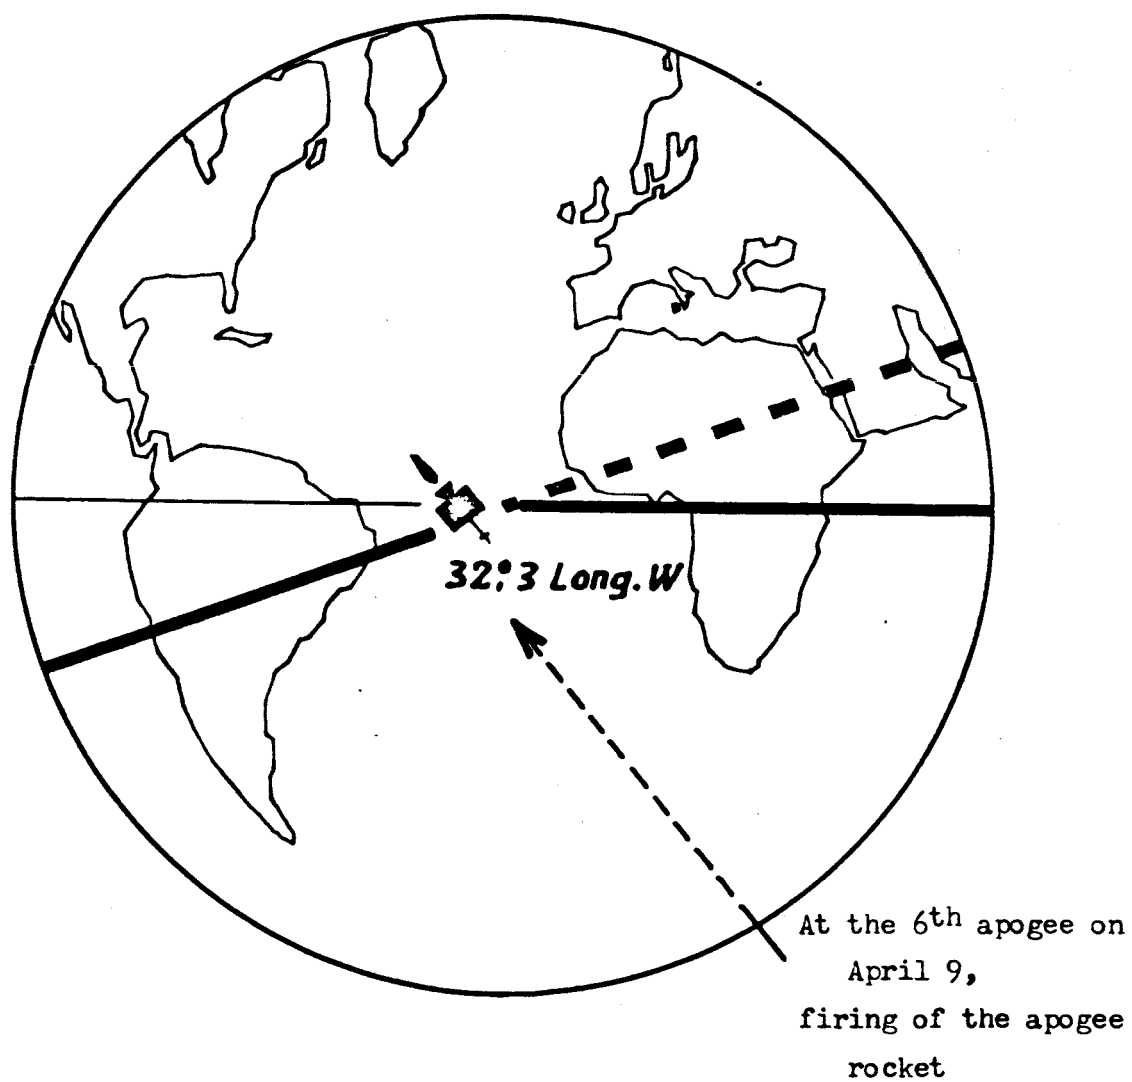 32°.3 Long. W
At the 6th apogee on
April 9,
firing of the apogee
rocket